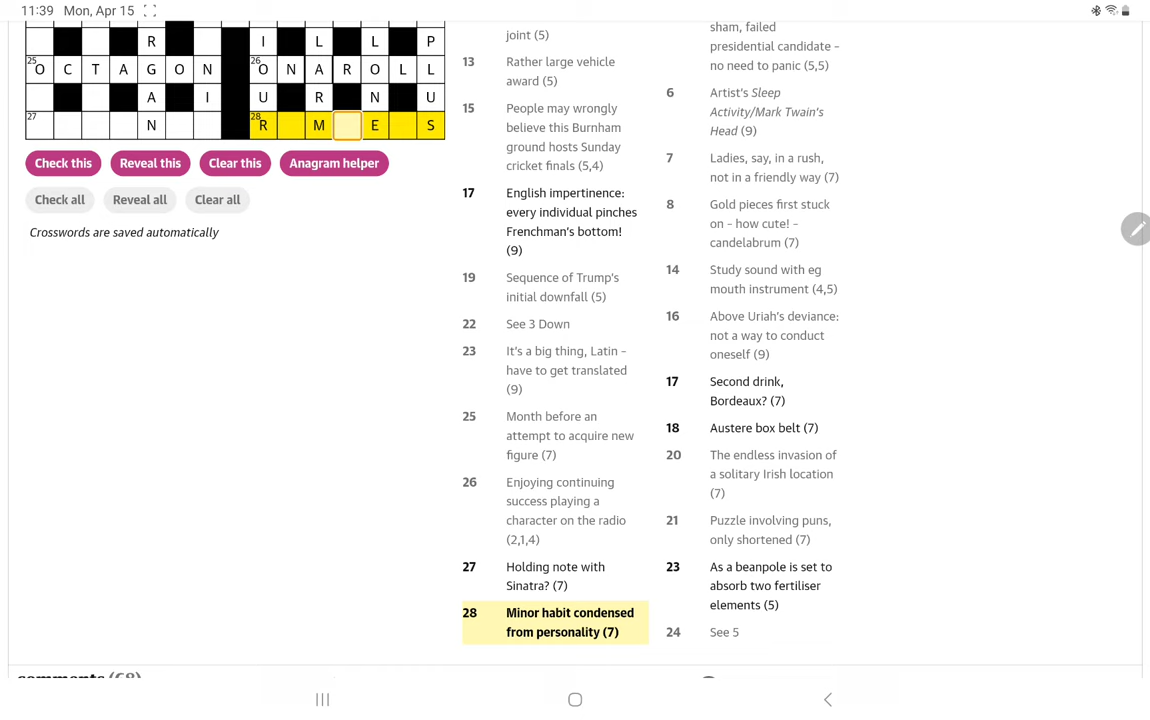 11:39 Mon, Apr 15
R I L L P
25 O C T A G O N 26 O N A R O L L
A I U R N U
27 N 28 R M E S
Check this Reveal this Clear this Anagram helper
Check all Reveal all Clear all
Crosswords are saved automatically
joint (5)
13 Rather large vehicle
award (5)
15 People may wrongly
believe this Burnham
ground hosts Sunday
cricket finals (5,4)
17 English impertinence:
every individual pinches
Frenchman's bottom!
(9)
19 Sequence of Trump's
initial downfall (5)
22 See 3 Down
23 It's a big thing, Latin –
have to get translated
(9)
25 Month before an
attempt to acquire new
figure (7)
26 Enjoying continuing
success playing a
character on the radio
(2,1,4)
27 Holding note with
Sinatra? (7)
28 Minor habit condensed
from personality (7)
sham, failed
presidential candidate –
no need to panic (5,5)
6 Artist's Sleep
Activity/Mark Twain's
Head (9)
7 Ladies, say, in a rush,
not in a friendly way (7)
8 Gold pieces first stuck
on – how cute! –
candelabrum (7)
14 Study sound with eg
mouth instrument (4,5)
16 Above Uriah's deviance:
not a way to conduct
oneself (9)
17 Second drink,
Bordeaux? (7)
18 Austere box belt (7)
20 The endless invasion of
a solitary Irish location
(7)
21 Puzzle involving puns,
only shortened (7)
23 As a beanpole is set to
absorb two fertiliser
elements (5)
24 See 5
comments (68)